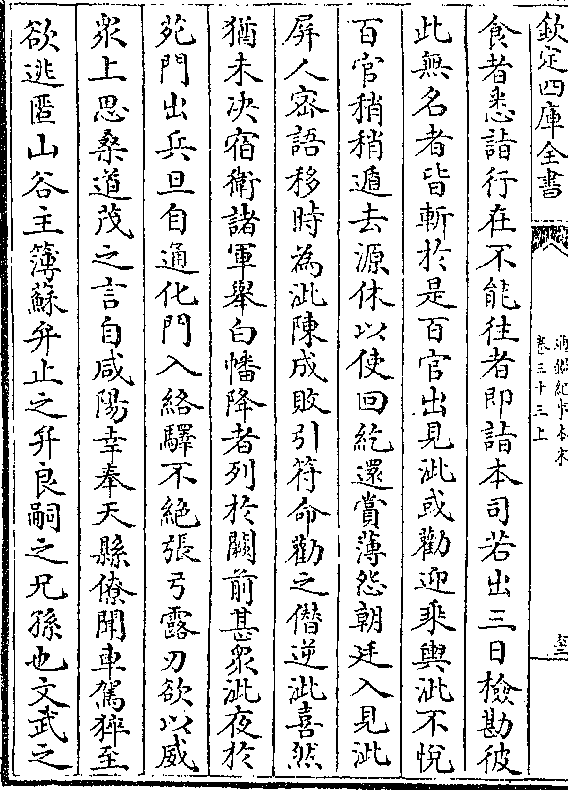 欽定四庫全書
通鑑紀事本末
卷三十三上
食者悉詣行在不能往者即詣本司若出三日檢勘彼
此無名者皆斬於是百官出見泚或勸迎乗輿泚不悦
百官稍稍遁去源休以使回紇還賞薄怨朝廷入見泚
屏人宻語移時為泚陳成敗引符命勸之僣逆泚喜然
猶未决宿衛諸軍舉白幡降者列於闕前甚衆泚夜於
苑門出兵旦自通化門入絡驛不絶張弓露刃欲以威
衆上思桑道茂之言自咸陽幸奉天縣僚聞車駕猝至
欲逃匿山谷主簿蘇弁止之弁良嗣之兄孫也文武之